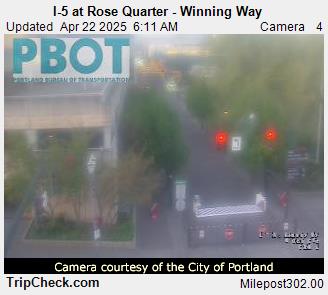 I-5 at Rose Quarter - Winning Way
Updated Apr 22 2025 6:11 AM Camera 4
PBOT
PORTLAND BUREAU OF TRANSPORTATION
Camera courtesy of the City of Portland
TripCheck.com Milepost302.00